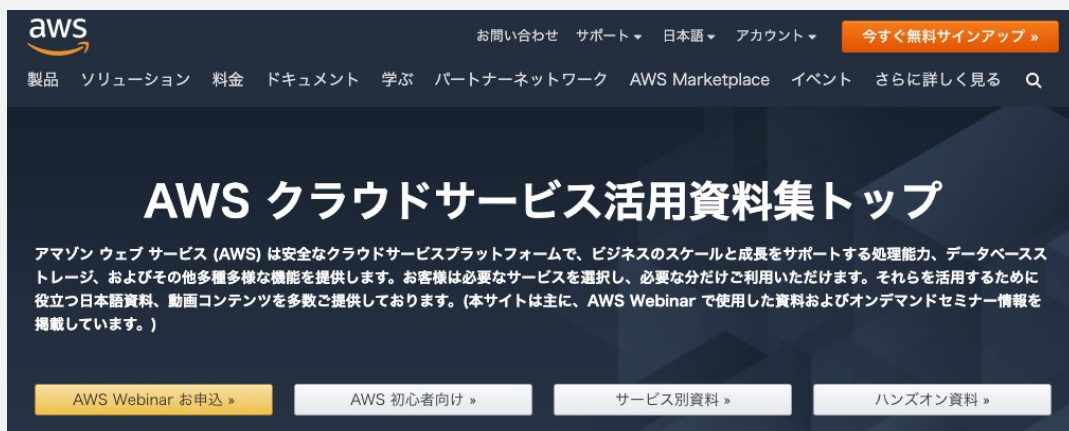 aws
お問い合わせ サポート 日本語 アカウント 今すぐ無料サインアップ »
製品 ソリューション 料金 ドキュメント 学ぶ パートナーネットワーク AWS Marketplace イベント さらに詳しく見る
AWS クラウドサービス活用資料集トップ
アマゾン ウェブ サービス (AWS) は安全なクラウドサービスプラットフォームで、ビジネスのスケールと成長をサポートする処理能力、データベースス
トレージ、およびその他多種多様な機能を提供します。お客様は必要なサービスを選択し、必要な分だけご利用いただけます。それらを活用するために
役立つ日本語資料、動画コンテンツを多数ご提供しております。(本サイトは主に、AWS Webinar で使用した資料およびオンデマンドセミナー情報を
掲載しています。)
AWS Webinar お申込 » AWS 初心者向け » サービス別資料 » ハンズオン資料 »